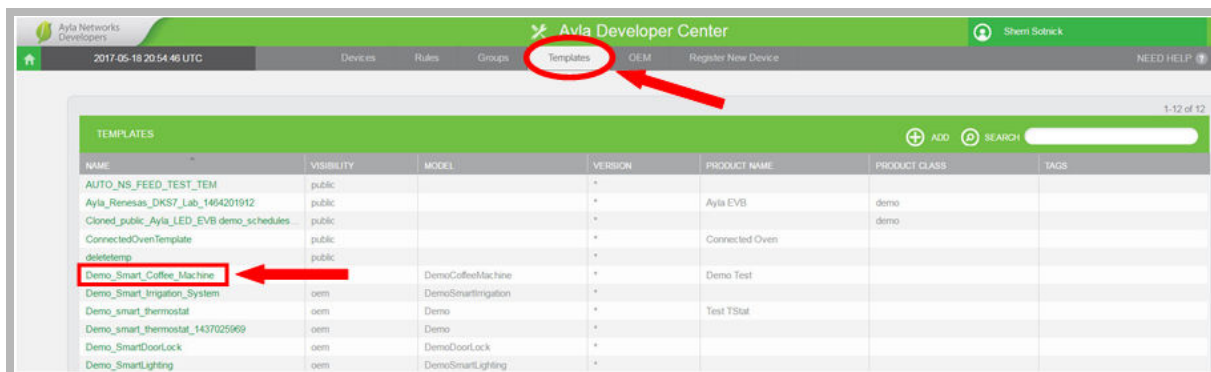 Ayla Networks
Developers
Ayla Developer Center
Sherri Sotnick
2017-05-18 20:54:46 UTC Devices Rules Groups Templates OEM Register New Device NEED HELP ?
1-12 of 12
TEMPLATES ADD SEARCH
NAME VISIBILITY MODEL VERSION PRODUCT NAME PRODUCT CLASS TAGS
AUTO_NS_FEED_TEST_TEM public *
Ayla_Renesas_DKS7_Lab_1464201912 public * Ayla EVB demo
Cloned_public_Ayla_LED_EVB demo_schedules... public * demo
ConnectedOvenTemplate public * Connected Oven
deletetemp public *
Demo_Smart_Coffee_Machine DemoCoffeeMachine * Demo Test
Demo_Smart_Irrigation_System oem DemoSmartIrrigation *
Demo_smart_thermostat oem Demo * Test TStat
Demo_smart_thermostat_1437025969 oem Demo *
Demo_SmartDoorLock oem DemoDoorLock *
Demo_SmartLighting oem DemoSmartLighting *